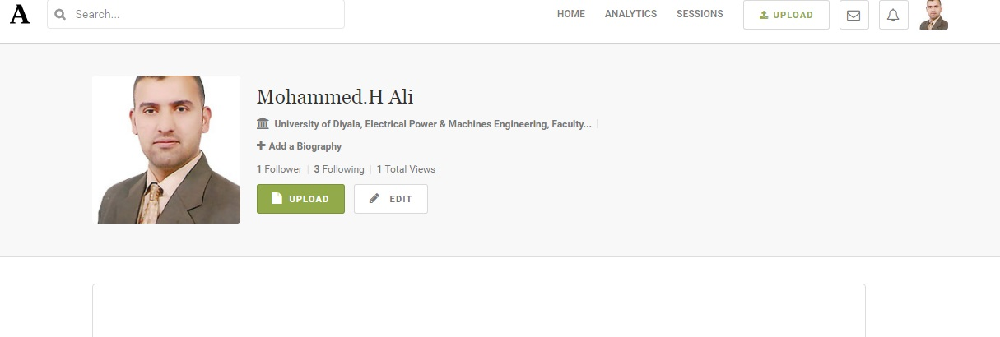 A Search... HOME ANALYTICS SESSIONS UPLOAD
Mohammed.H Ali
University of Diyala, Electrical Power & Machines Engineering, Faculty...
Add a Biography
1 Follower | 3 Following | 1 Total Views
UPLOAD EDIT